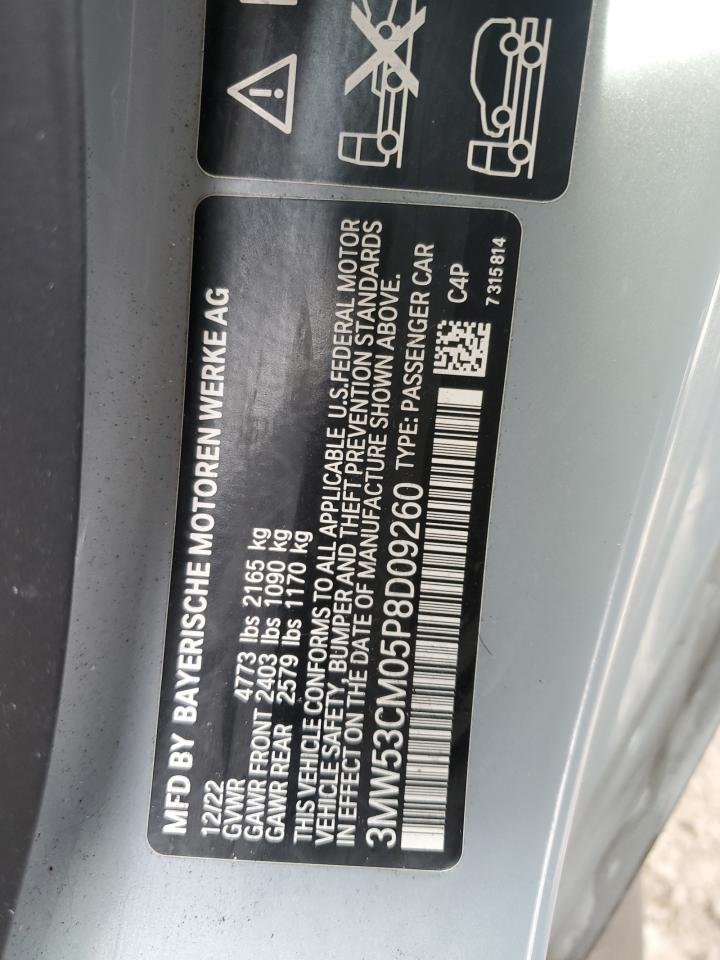 MFD BY BAYERISCHE MOTOREN WERKE AG
12/22
GVWR 4773 lbs 2165 kg
GAWR FRONT 2403 lbs 1090 kg
GAWR REAR 2579 lbs 1170 kg
THIS VEHICLE CONFORMS TO ALL APPLICABLE U.S.FEDERAL MOTOR
VEHICLE SAFETY, BUMPER AND THEFT PREVENTION STANDARDS
IN EFFECT ON THE DATE OF MANUFACTURE SHOWN ABOVE.
3MW53CM05P8D09260 TYPE: PASSENGER CAR
C4P
7 315 814